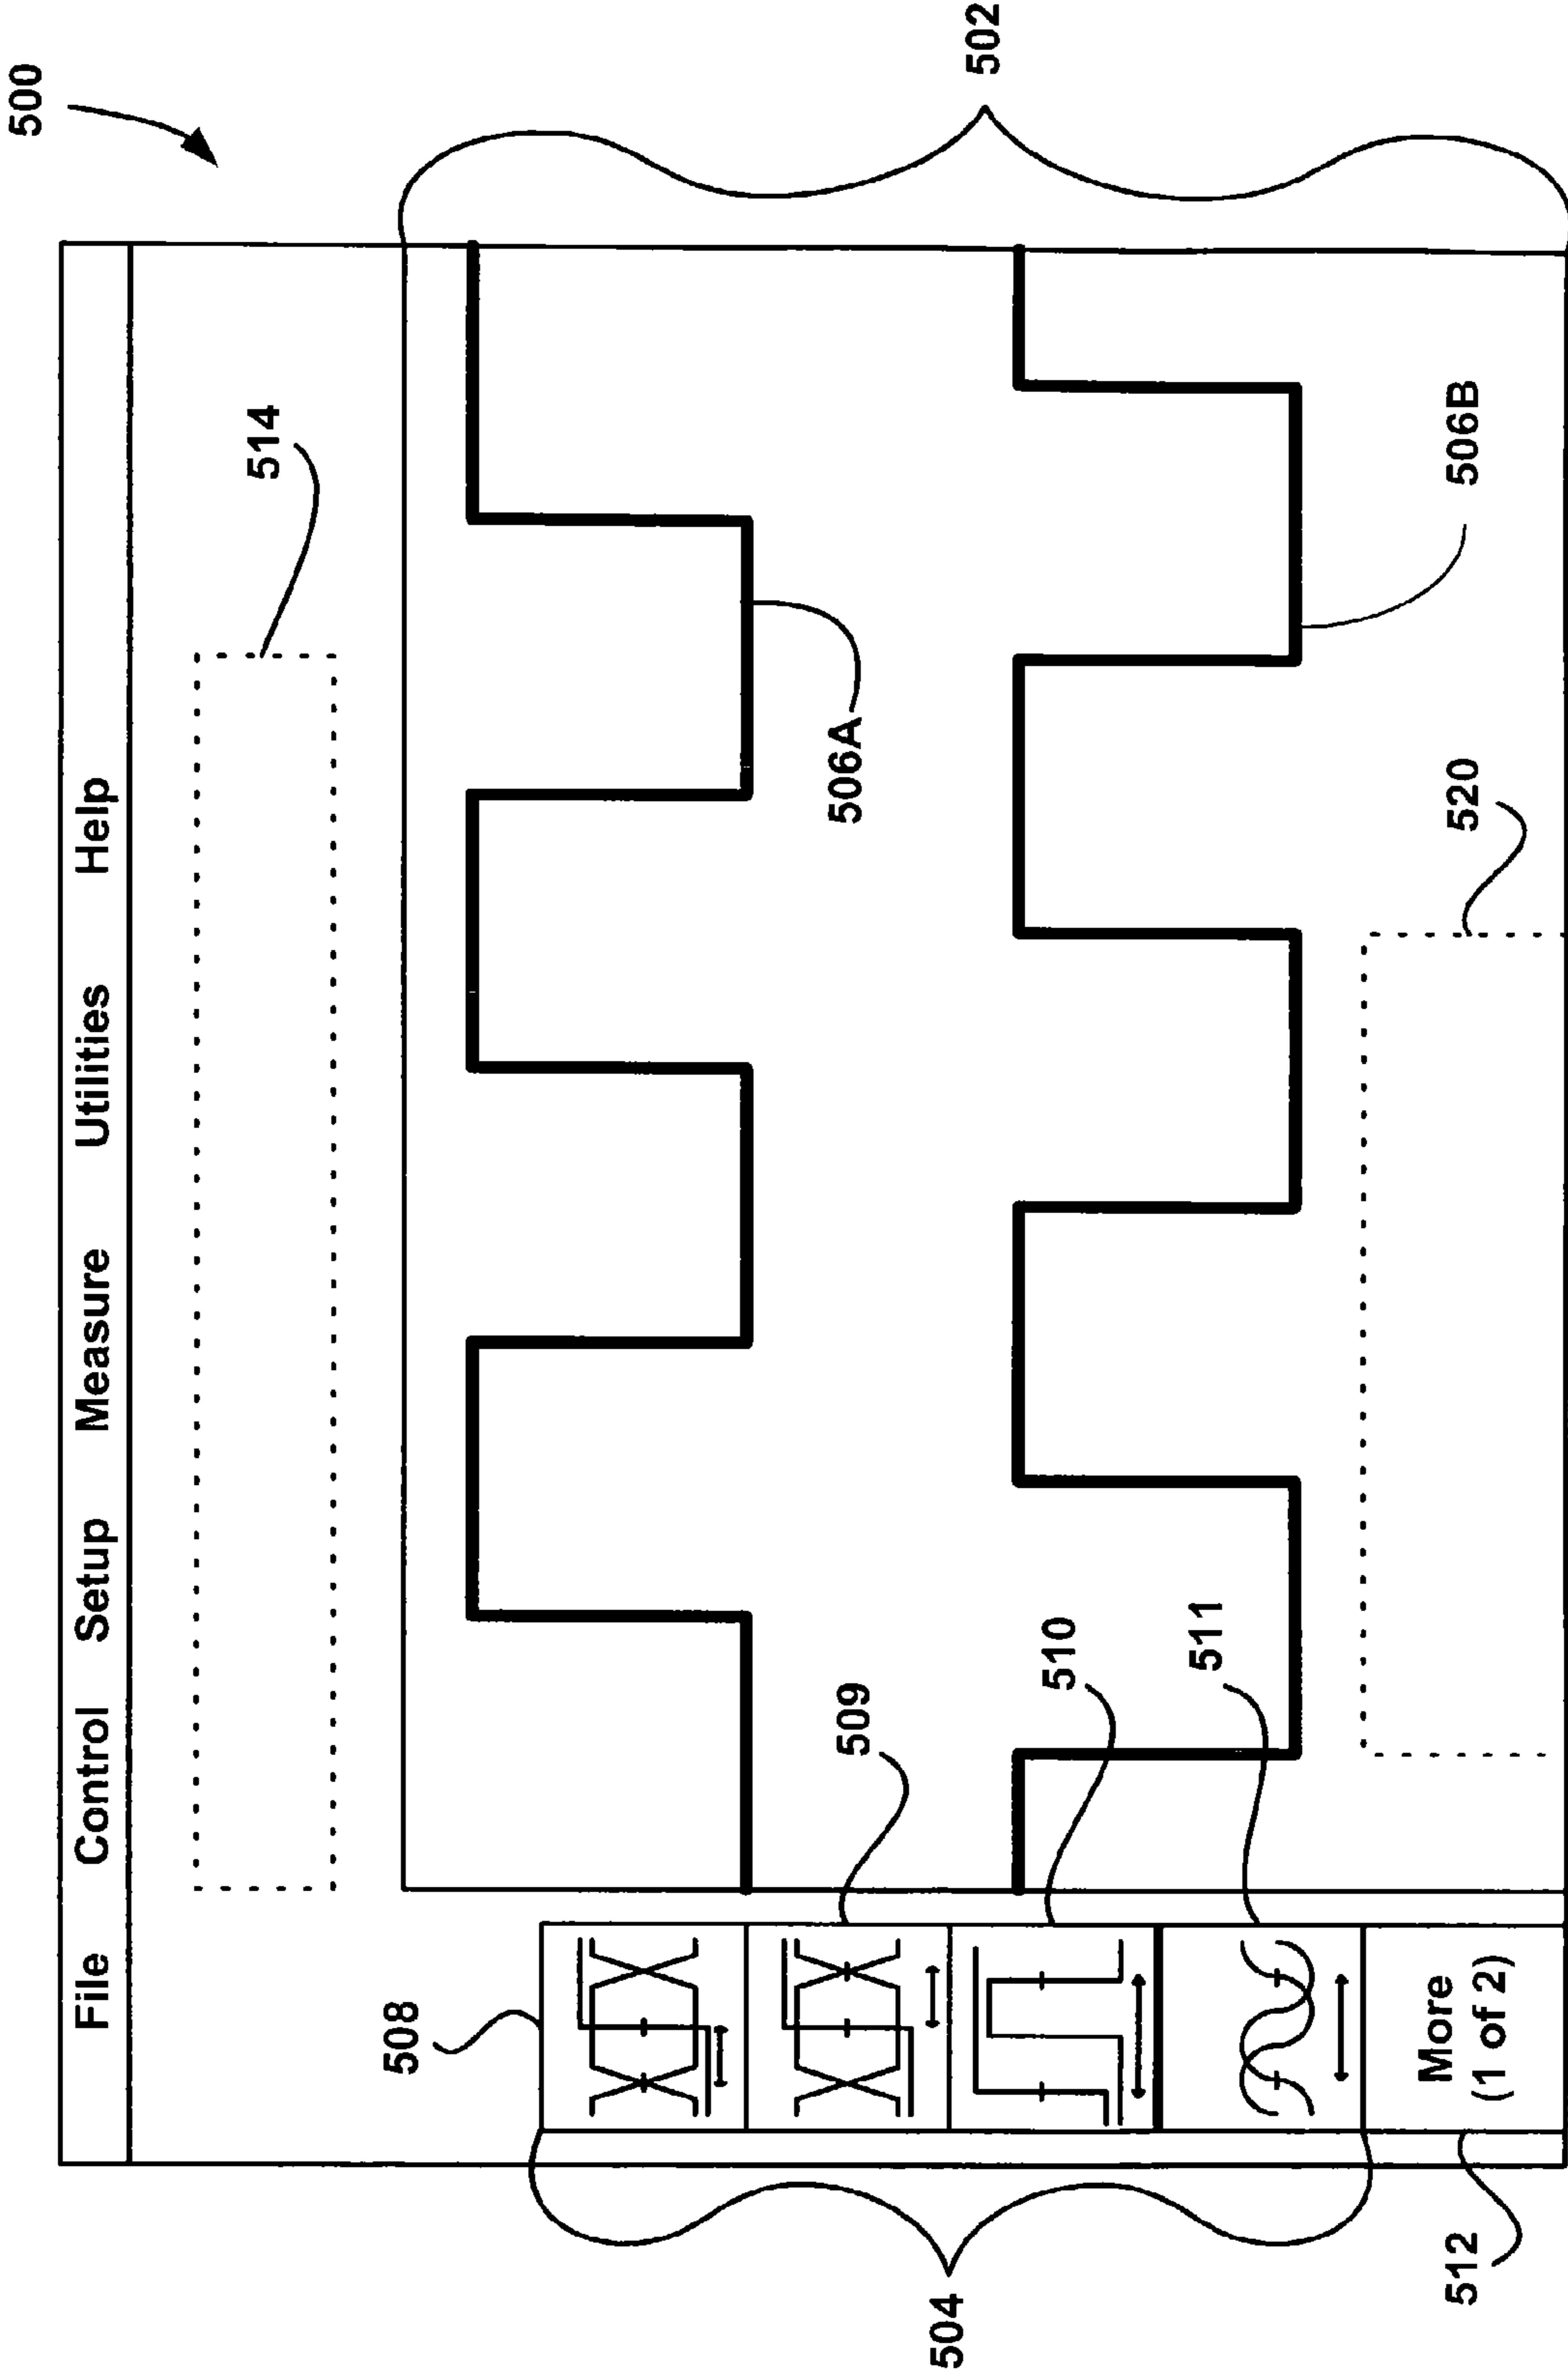 500
File Control Setup Measure Utilities Help
514
502
508
506A
509
504
510
511
506B
520
More
(1 of 2)
512